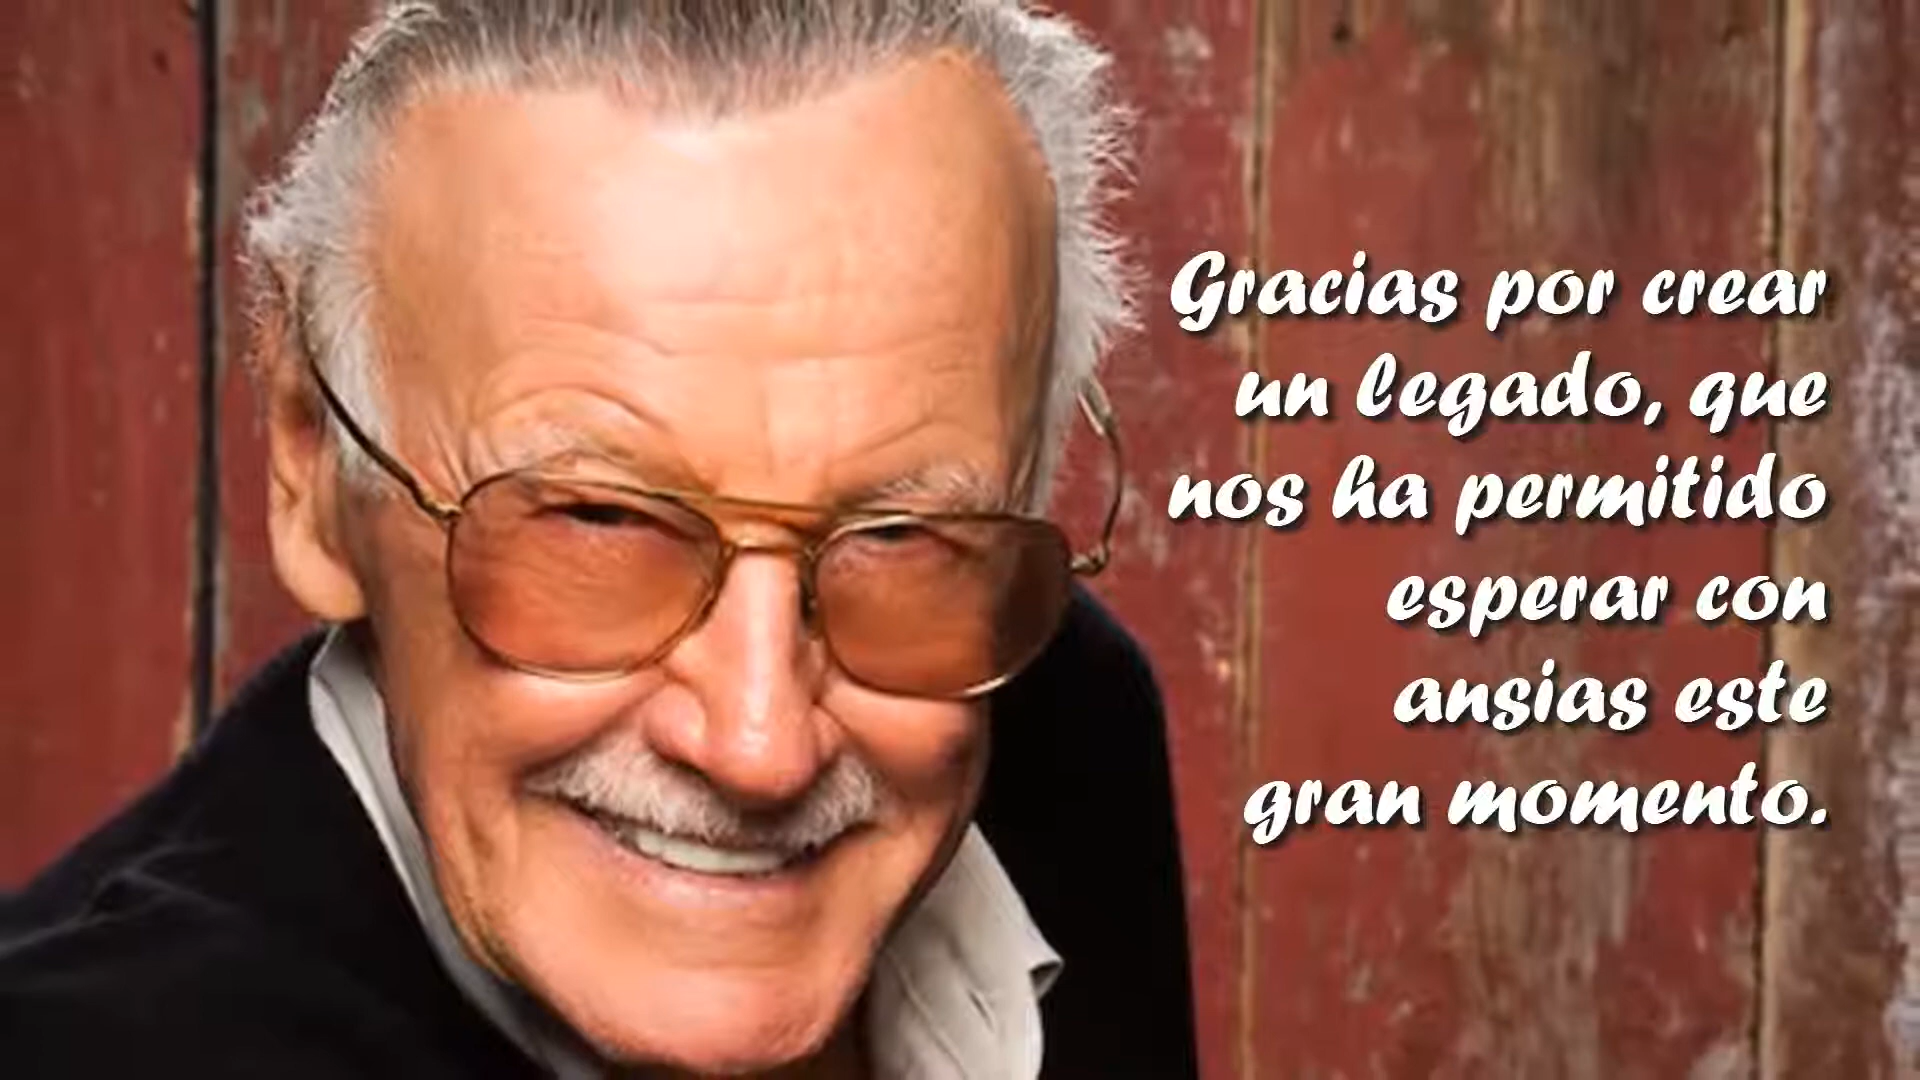 Gracias por crear
un legado, que
nos ha permitido
esperar con
ansias este
gran momento.